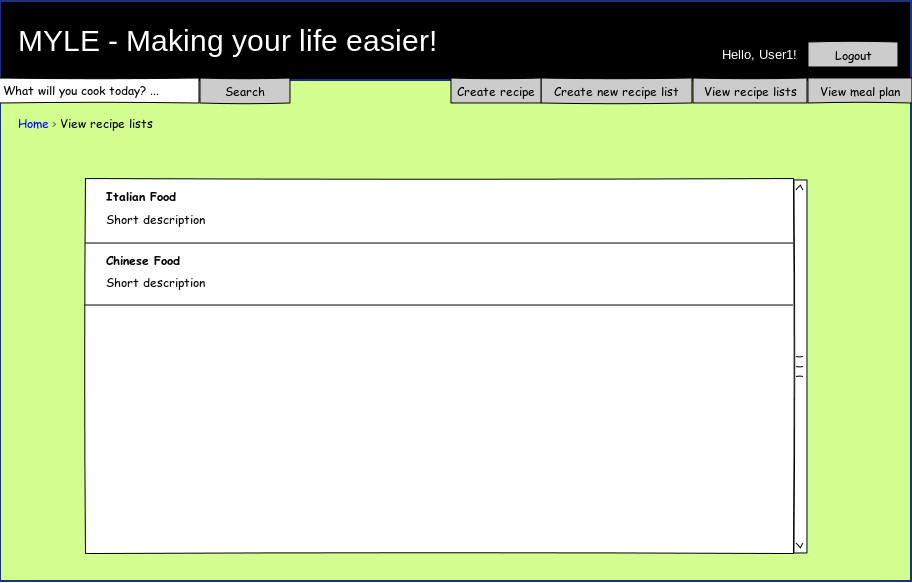 MYLE - Making your life easier!
Hello, User1!
Logout
What will you cook today? ...
Search
Create recipe
Create new recipe list
View recipe lists
View meal plan
Home > View recipe lists
Italian Food
Short description
Chinese Food
Short description